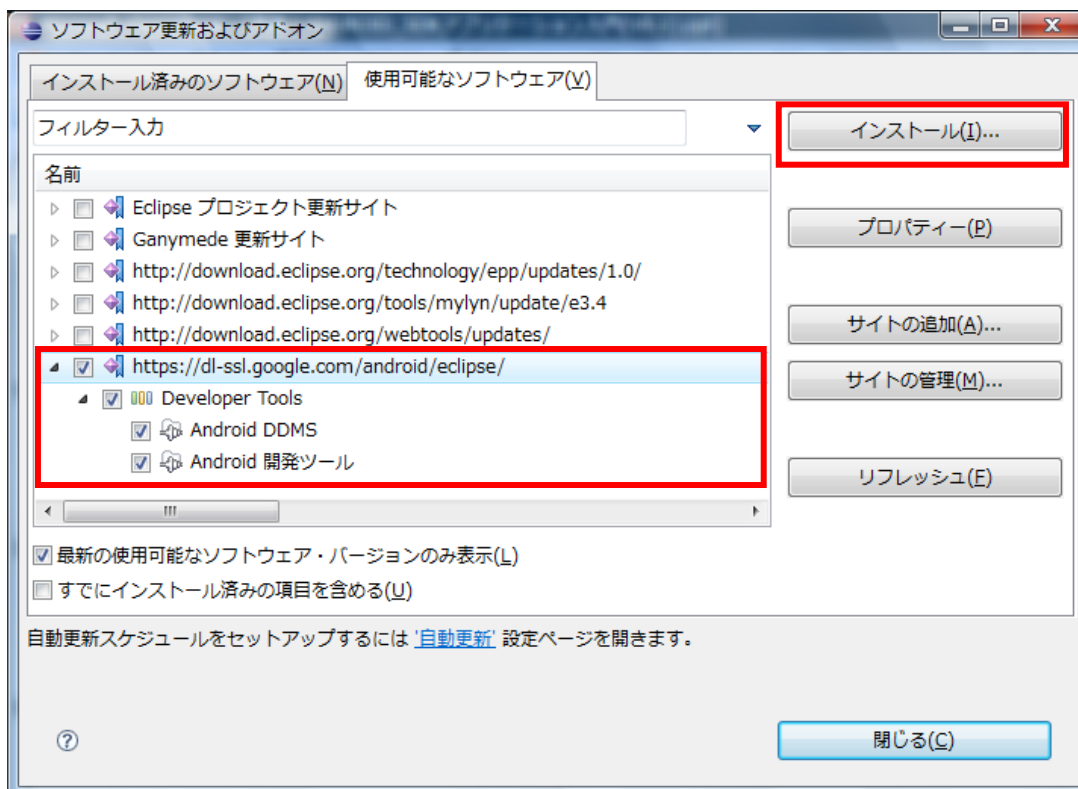 ソフトウェア更新およびアドオン
インストール済みのソフトウェア(N)
使用可能なソフトウェア(V)
フィルター入力
インストール(I)...
名前
Eclipse プロジェクト更新サイト
Ganymede 更新サイト
プロパティー(P)
http://download.eclipse.org/technology/epp/updates/1.0/
http://download.eclipse.org/tools/mylyn/update/e3.4
http://download.eclipse.org/webtools/updates/
サイトの追加(A)...
https://dl-ssl.google.com/android/eclipse/
サイトの管理(M)...
Developer Tools
Android DDMS
Android 開発ツール
リフレッシュ(F)
最新の使用可能なソフトウェア・バージョンのみ表示(L)
すでにインストール済みの項目を含める(U)
自動更新スケジュールをセットアップするには '自動更新' 設定ページを開きます。
閉じる(C)